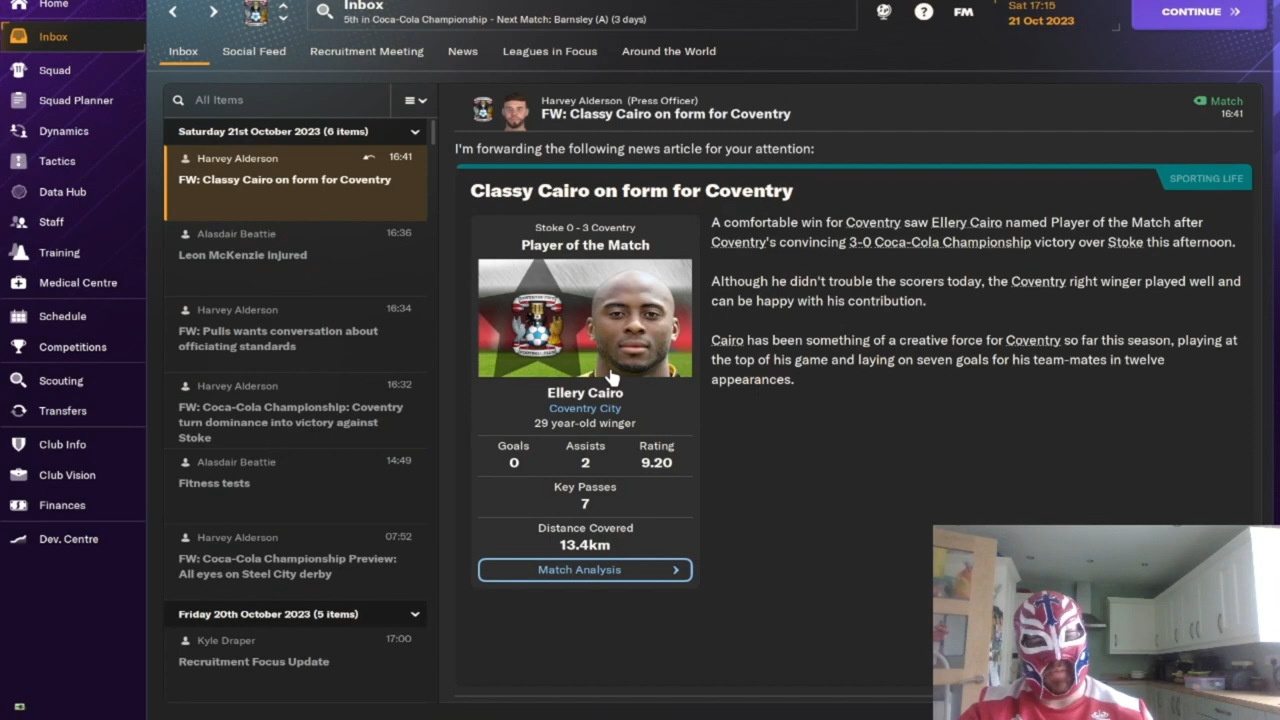 Home
Inbox
Squad
Squad Planner
Dynamics
Tactics
Data Hub
Staff
Training
Medical Centre
Schedule
Competitions
Scouting
Transfers
Club Info
Club Vision
Finances
Dev. Centre
Inbox
5th in Coca-Cola Championship - Next Match: Barnsley (A) (3 days)
FM
Sat 17:15
21 Oct 2023
CONTINUE
Inbox
Social Feed
Recruitment Meeting
News
Leagues in Focus
Around the World
All Items
Saturday 21st October 2023 (6 items)
Harvey Alderson 16:41
FW: Classy Cairo on form for Coventry
Alasdair Beattie 16:36
Leon McKenzie injured
Harvey Alderson 16:34
FW: Pulis wants conversation about
officiating standards
Harvey Alderson 16:32
FW: Coca-Cola Championship: Coventry
turn dominance into victory against
Stoke
Alasdair Beattie 14:49
Fitness tests
Harvey Alderson 07:52
FW: Coca-Cola Championship Preview:
All eyes on Steel City derby
Friday 20th October 2023 (5 items)
Kyle Draper 17:00
Recruitment Focus Update
Harvey Alderson (Press Officer)
FW: Classy Cairo on form for Coventry
Match
16:41
I'm forwarding the following news article for your attention:
SPORTING LIFE
Classy Cairo on form for Coventry
Stoke 0 - 3 Coventry
Player of the Match
Ellery Cairo
Coventry City
29 year-old winger
Goals Assists Rating
0 2 9.20
Key Passes
7
Distance Covered
13.4km
Match Analysis
A comfortable win for Coventry saw Ellery Cairo named Player of the Match after
Coventry's convincing 3-0 Coca-Cola Championship victory over Stoke this afternoon.
Although he didn't trouble the scorers today, the Coventry right winger played well and
can be happy with his contribution.
Cairo has been something of a creative force for Coventry so far this season, playing at
the top of his game and laying on seven goals for his team-mates in twelve
appearances.